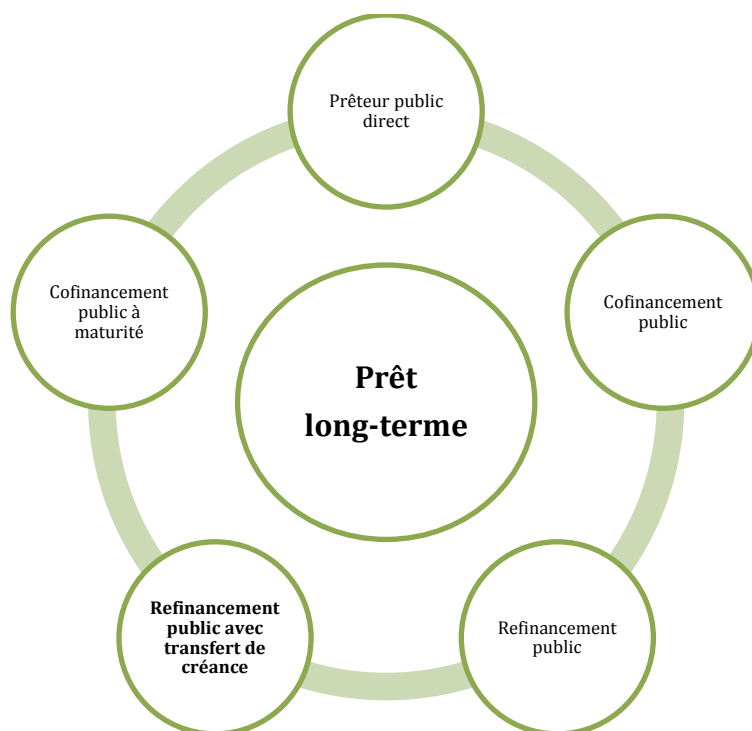 Prêteur public
direct
Cofinancement
public à
maturité
Cofinancement
public
Prêt
long-terme
Refinancement
public avec
transfert de
créance
Refinancement
public